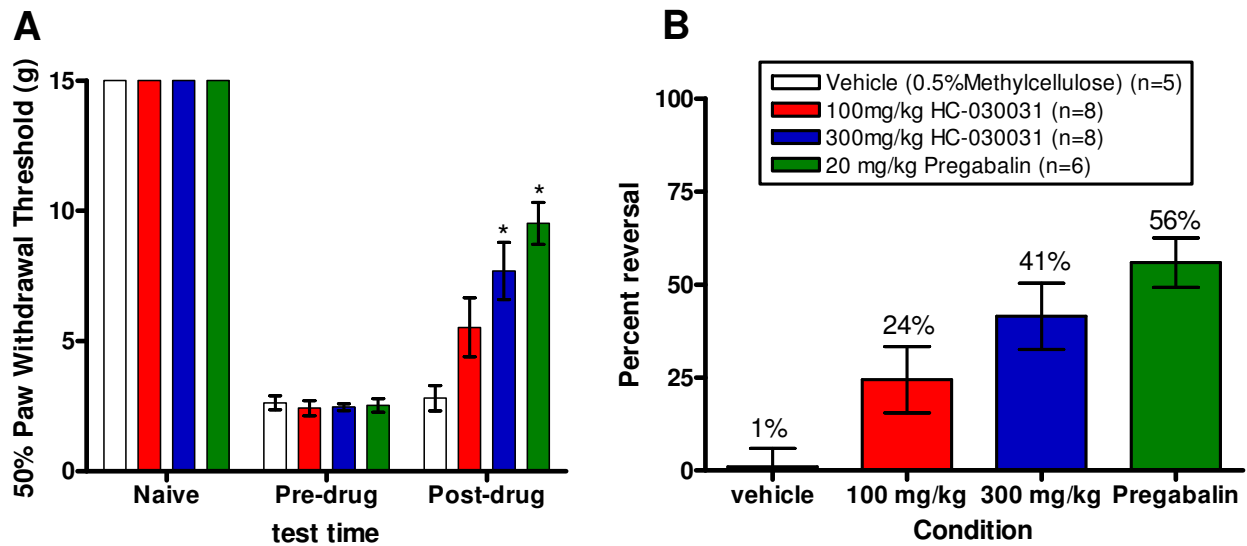 A
50% Paw Withdrawal Threshold (g)
15
10
5
0
* *
Naive Pre-drug Post-drug
test time
B
Vehicle (0.5%Methylcellulose) (n=5)
100mg/kg HC-030031 (n=8)
300mg/kg HC-030031 (n=8)
20 mg/kg Pregabalin (n=6)
Percent reversal
100
75
50
25
0
1% 24% 41% 56%
vehicle 100 mg/kg 300 mg/kg Pregabalin
Condition